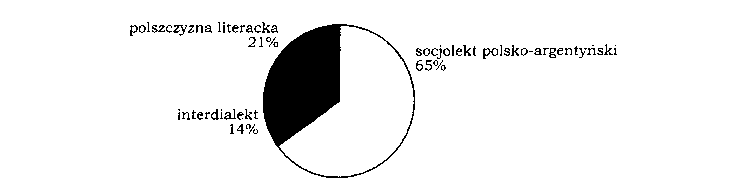 polszczyzna literacka
21%
socjolekt polsko-argentyński
65%
interdialekt
14%